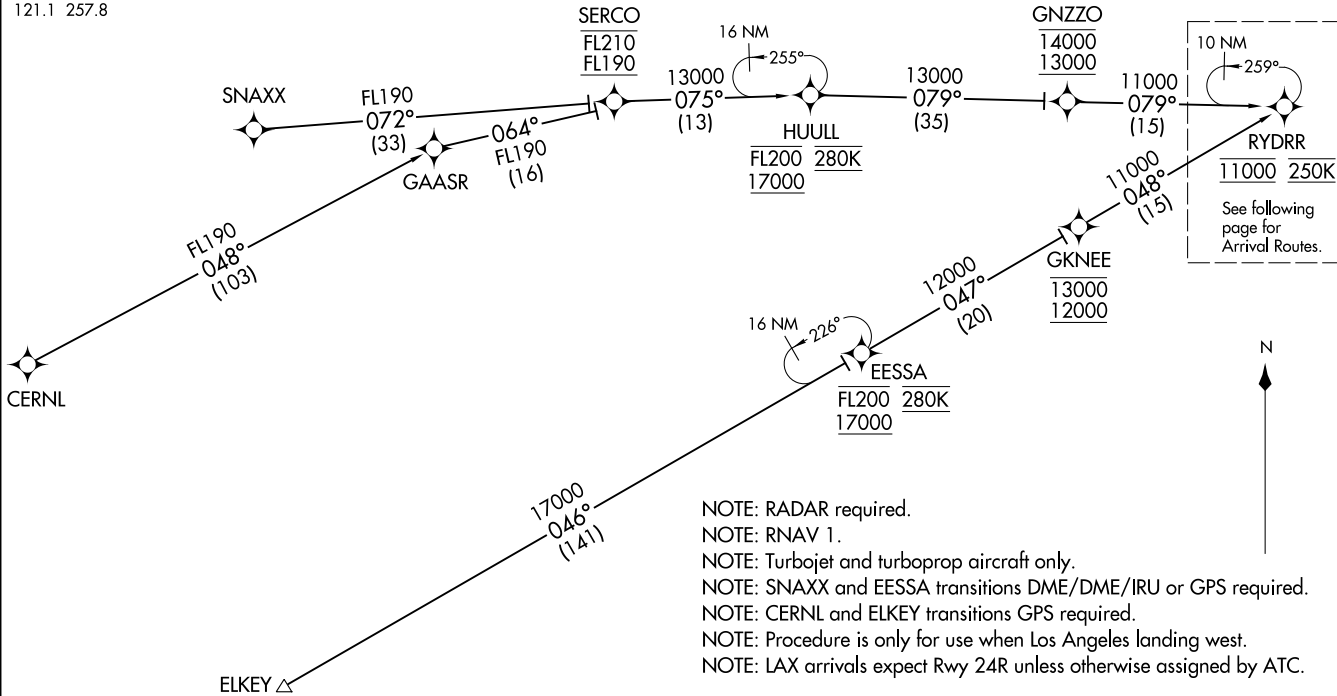 121.1 257.8
SERCO
FL210
FL190
GNZZO
14000
13000
16 NM
255°
10 NM
259°
SNAXX
FL190
072°
(33)
13000
075°
(13)
13000
079°
(35)
11000
079°
(15)
064°
FL190
(16)
GAASR
HUULL
FL200 280K
17000
RYDRR
11000 250K
See following
page for
Arrival Routes.
11000
048°
(15)
FL190
048°
(103)
GKNEE
13000
12000
12000
047°
(20)
16 NM
226°
CERNL
EESSA
FL200 280K
17000
N
17000
046°
(141)
NOTE: RADAR required.
NOTE: RNAV 1.
NOTE: Turbojet and turboprop aircraft only.
NOTE: SNAXX and EESSA transitions DME/DME/IRU or GPS required.
NOTE: CERNL and ELKEY transitions GPS required.
NOTE: Procedure is only for use when Los Angeles landing west.
NOTE: LAX arrivals expect Rwy 24R unless otherwise assigned by ATC.
ELKEY